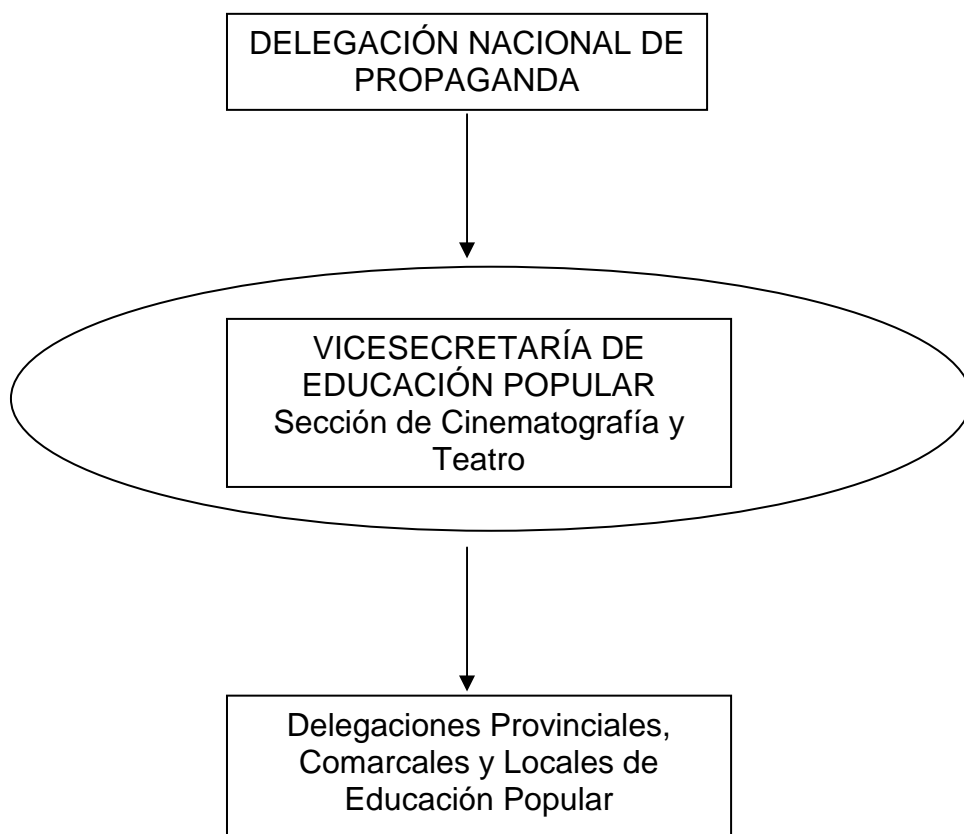 DELEGACIÓN NACIONAL DE
PROPAGANDA
VICESECRETARÍA DE
EDUCACIÓN POPULAR
Sección de Cinematografía y
Teatro
Delegaciones Provinciales,
Comarcales y Locales de
Educación Popular